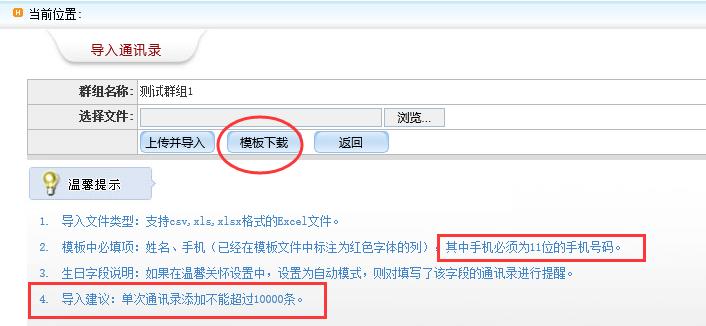 当前位置:
导入通讯录
群组名称: 测试群组1
选择文件: 浏览...
上传并导入 模板下载 返回
温馨提示
1. 导入文件类型: 支持csv,xls,xlsx格式的Excel文件。
2. 模板中必填项: 姓名、手机(已经在模板文件中标注为红色字体的列), 其中手机必须为11位的手机号码。
3. 生日字段说明: 如果在温馨关怀设置中, 设置为自动模式, 则对填写了该字段的通讯录进行提醒。
4. 导入建议: 单次通讯录添加不能超过10000条。